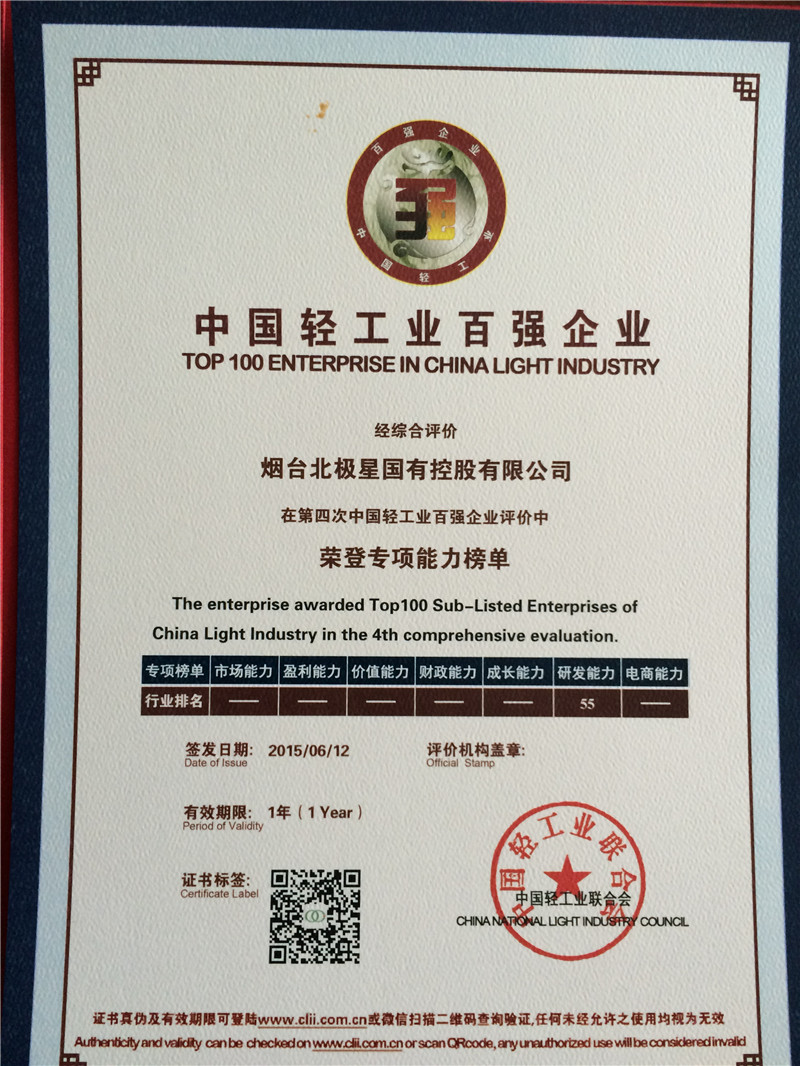 百强企业
强
中国轻工业
中国轻工业百强企业
TOP 100 ENTERPRISE IN CHINA LIGHT INDUSTRY
经综合评价
烟台北极星国有控股有限公司
在第四次中国轻工业百强企业评价中
荣登专项能力榜单
The enterprise awarded Top100 Sub-Listed Enterprises of
China Light Industry in the 4th comprehensive evaluation.
专项榜单 市场能力 盈利能力 价值能力 财政能力 成长能力 研发能力 电商能力
行业排名 —— —— —— —— —— 55 ——
签发日期: 2015/06/12 评价机构盖章:
Date of Issue Official Stamp
有效期限: 1年（1 Year）
Period of Validity
证书标签:
Certificate Label
中国轻工业联合会
中国轻工业联合会
CHINA NATIONAL LIGHT INDUSTRY COUNCIL
证书真伪及有效期限可登陆www.clii.com.cn或微信扫描二维码查询验证,任何未经允许之使用均视为无效
Authenticity and validity can be checked on www.clii.com.cn or scan QRcode, any unauthorized use will be considered invalid